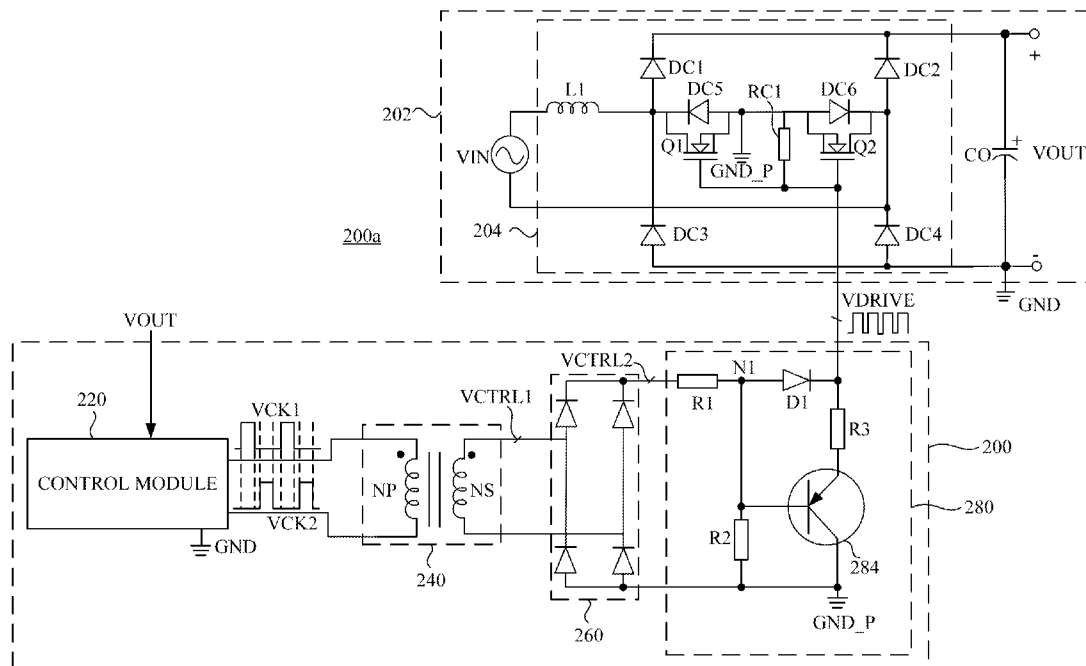 L1
DC1
DC5
RC1
DC6
DC2
202
VIN
Q1
GND_P
Q2
CO
+
+
VOUT
-
200a
204
DC3
DC4
GND
VDRIVE
VOUT
220
VCK1
CONTROL MODULE
VCK2
GND
NP
NS
240
VCTRL1
VCTRL2
260
R1
N1
D1
R3
R2
284
GND_P
200
280